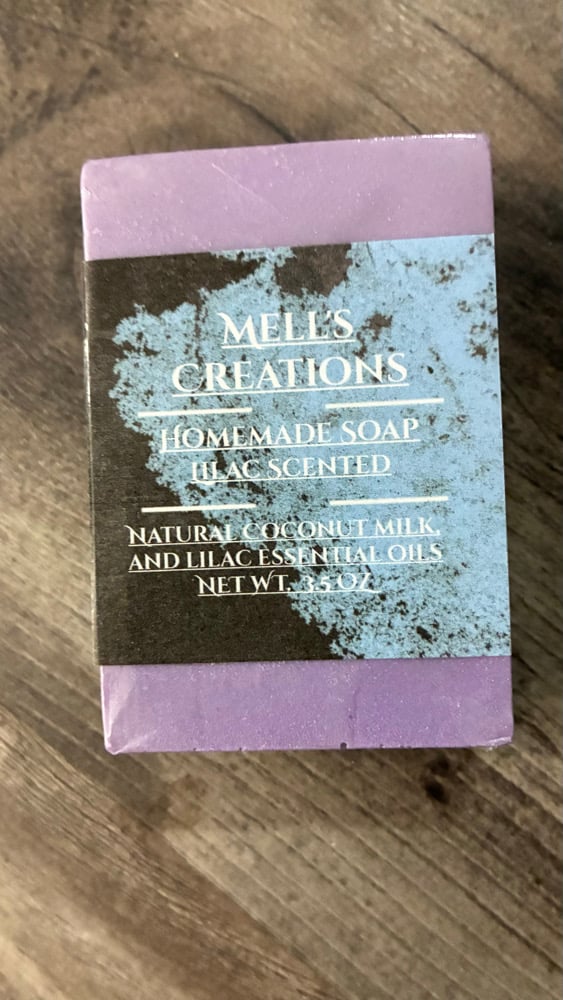 Mell's
Creations
Homemade Soap
Lilac Scented
Natural Coconut Milk,
and Lilac Essential Oils
Net Wt. 3.5 oz